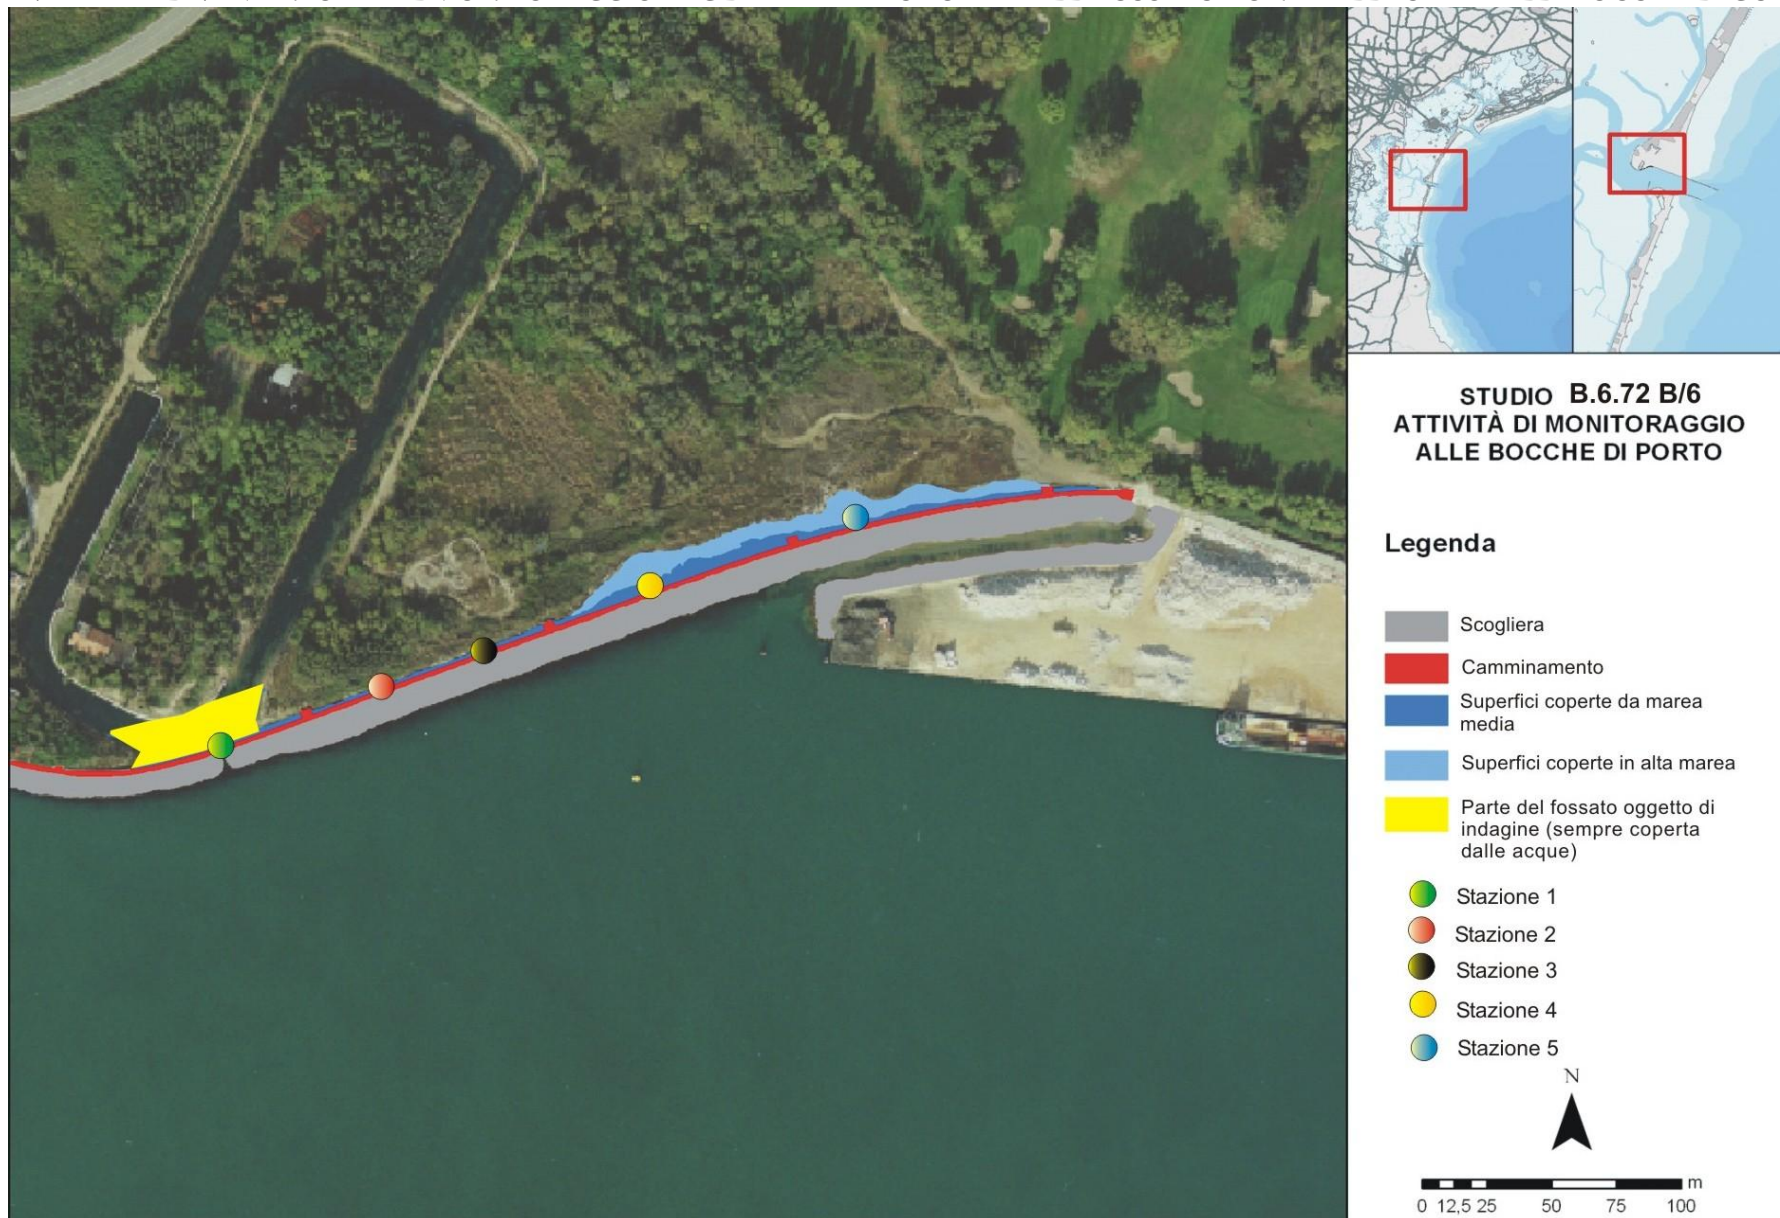 STUDIO B.6.72 B/6
ATTIVITÀ DI MONITORAGGIO
ALLE BOCCHE DI PORTO
Legenda
Scogliera
Camminamento
Superfici coperte da marea
media
Superfici coperte in alta marea
Parte del fossato oggetto di
indagine (sempre coperta
dalle acque)
Stazione 1
Stazione 2
Stazione 3
Stazione 4
Stazione 5
N
m
0 12,5 25 50 75 100